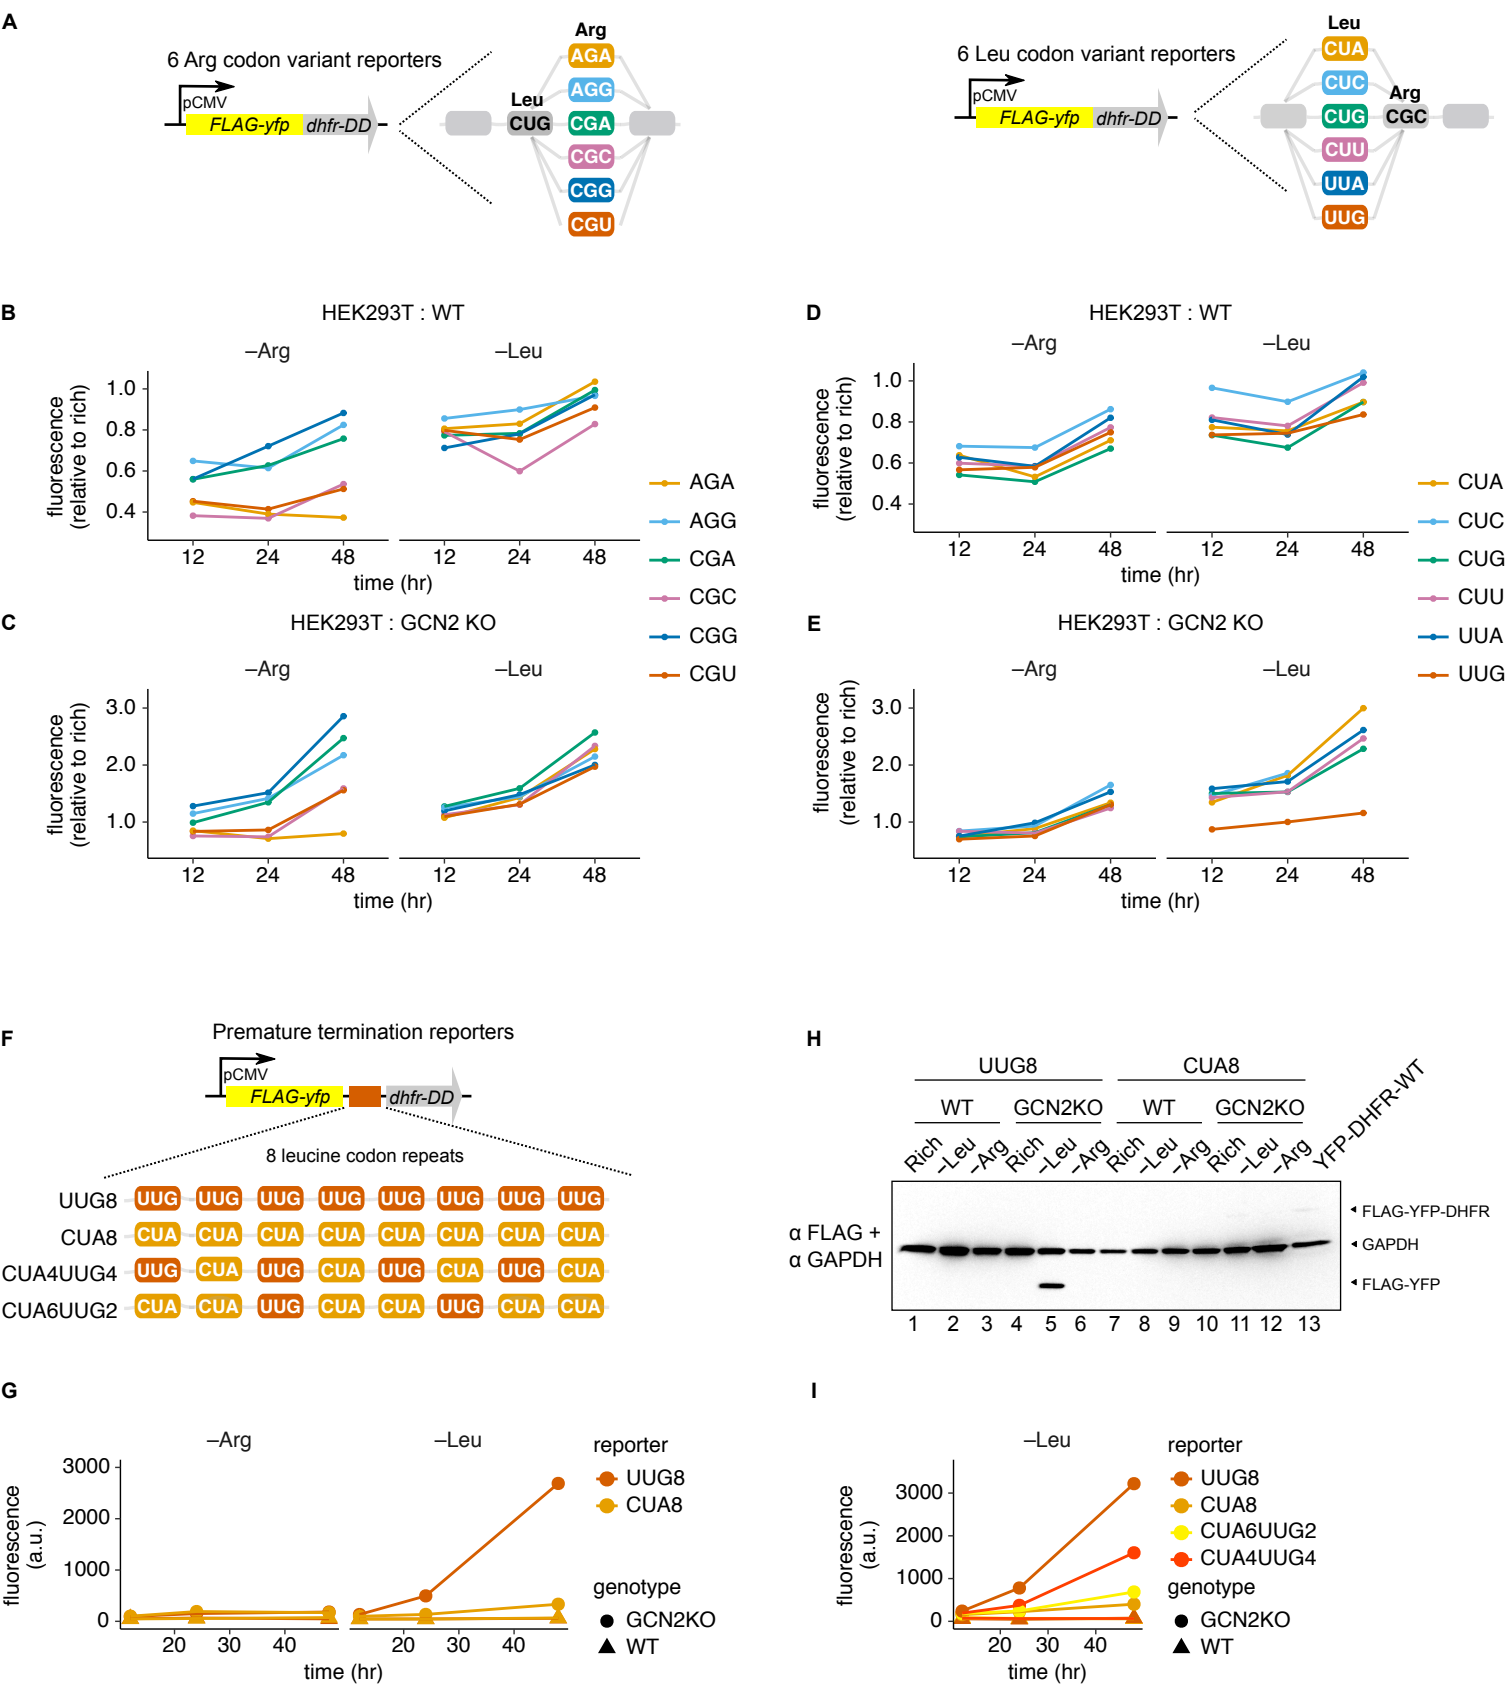 A
6 Arg codon variant reporters
pCMV
FLAG-yfp
dhfr-DD
Leu
CUG
Arg
AGA
AGG
CGA
CGC
CGG
CGU
6 Leu codon variant reporters
pCMV
FLAG-yfp
dhfr-DD
Leu
CUA
CUC
CUG
CUU
UUA
UUG
Arg
CGC
B
HEK293T : WT
–Arg
–Leu
fluorescence
(relative to rich)
1.0
0.8
0.6
0.4
12 24 48 12 24 48
time (hr)
C
HEK293T : GCN2 KO
–Arg
–Leu
fluorescence
(relative to rich)
3.0
2.0
1.0
12 24 48 12 24 48
time (hr)
AGA
AGG
CGA
CGC
CGG
CGU
D
HEK293T : WT
–Arg
–Leu
fluorescence
(relative to rich)
1.0
0.8
0.6
0.4
12 24 48 12 24 48
time (hr)
E
HEK293T : GCN2 KO
–Arg
–Leu
fluorescence
(relative to rich)
3.0
2.0
1.0
12 24 48 12 24 48
time (hr)
CUA
CUC
CUG
CUU
UUA
UUG
F
Premature termination reporters
pCMV
FLAG-yfp
dhfr-DD
8 leucine codon repeats
UUG8 UUG UUG UUG UUG UUG UUG UUG UUG
CUA8 CUA CUA CUA CUA CUA CUA CUA CUA
CUA4UUG4 UUG CUA UUG CUA UUG CUA UUG CUA
CUA6UUG2 CUA CUA UUG CUA CUA UUG CUA CUA
H
UUG8 CUA8
WT GCN2KO WT GCN2KO
Rich –Leu –Arg Rich –Leu –Arg Rich –Leu –Arg Rich –Leu –Arg YFP-DHFR-WT
α FLAG +
α GAPDH
FLAG-YFP-DHFR
GAPDH
FLAG-YFP
1 2 3 4 5 6 7 8 9 10 11 12 13
G
–Arg
–Leu
fluorescence
(a.u.)
3000
2000
1000
0
20 30 40 20 30 40
time (hr)
reporter
UUG8
CUA8
genotype
GCN2KO
WT
I
–Leu
fluorescence
(a.u.)
3000
2000
1000
0
20 30 40
time (hr)
reporter
UUG8
CUA8
CUA6UUG2
CUA4UUG4
genotype
GCN2KO
WT